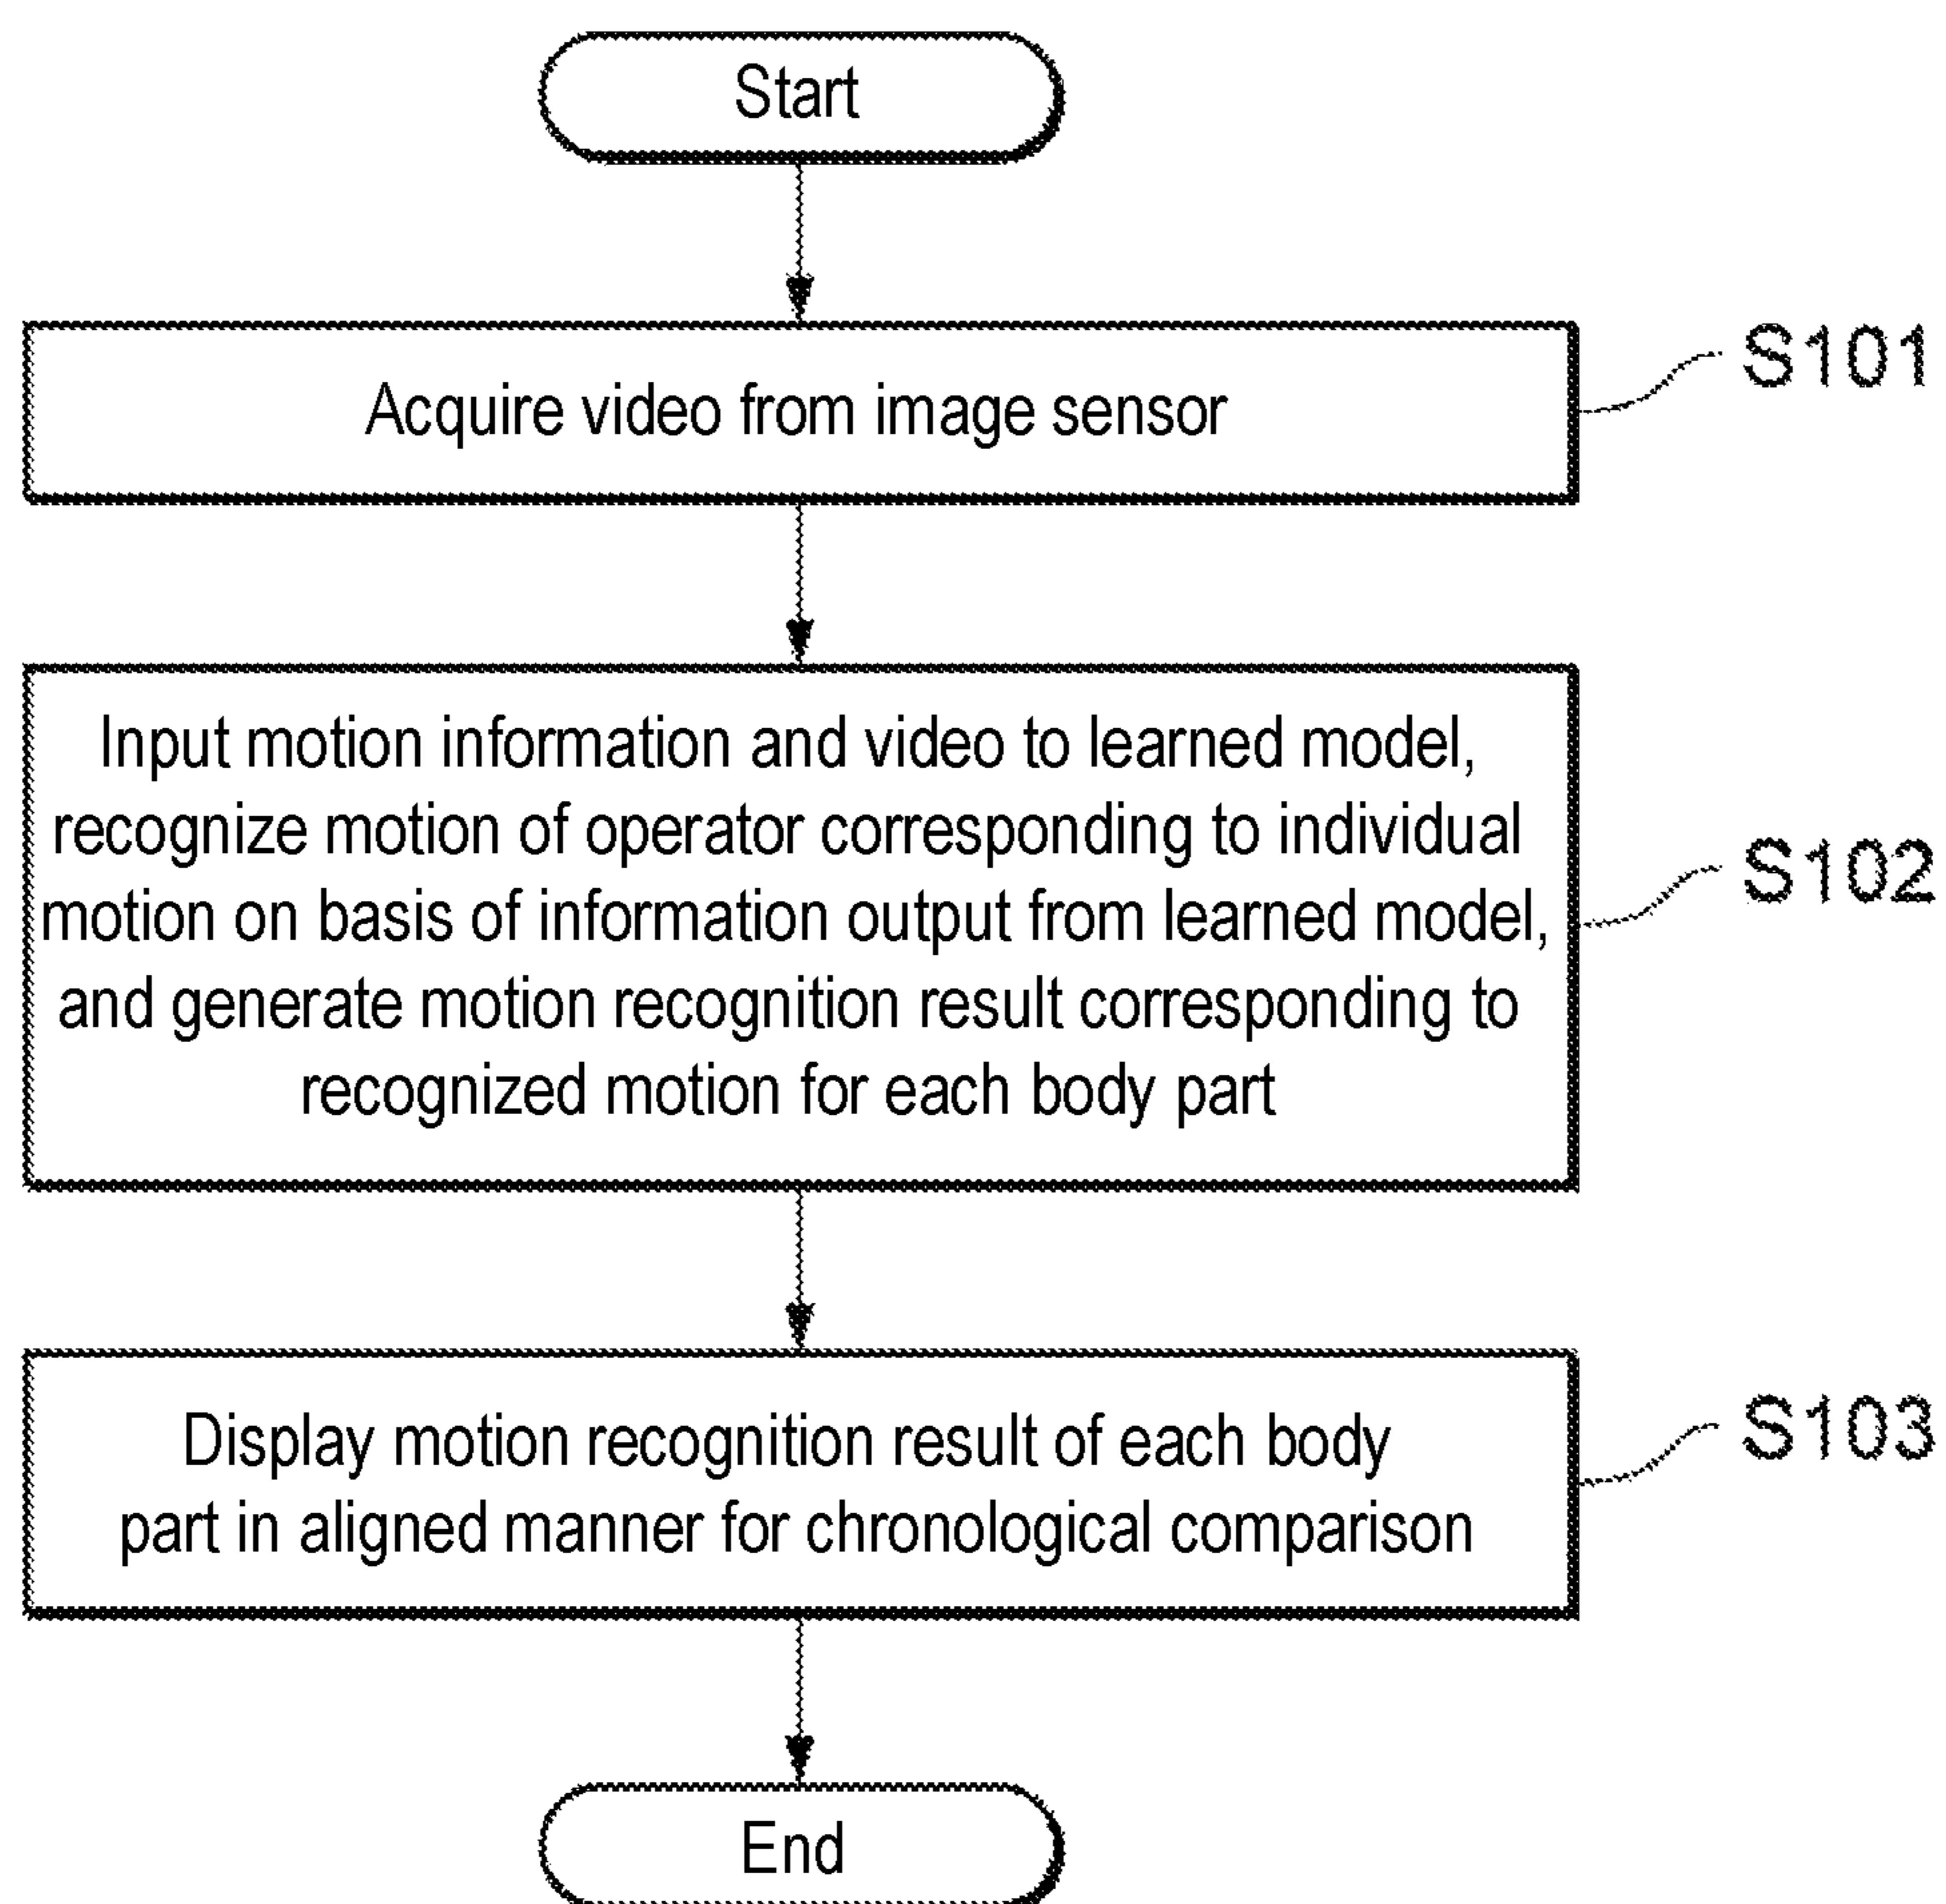 Start
Acquire video from image sensor
S101
Input motion information and video to learned model,
recognize motion of operator corresponding to individual
motion on basis of information output from learned model,
and generate motion recognition result corresponding to
recognized motion for each body part
S102
Display motion recognition result of each body
part in aligned manner for chronological comparison
S103
End